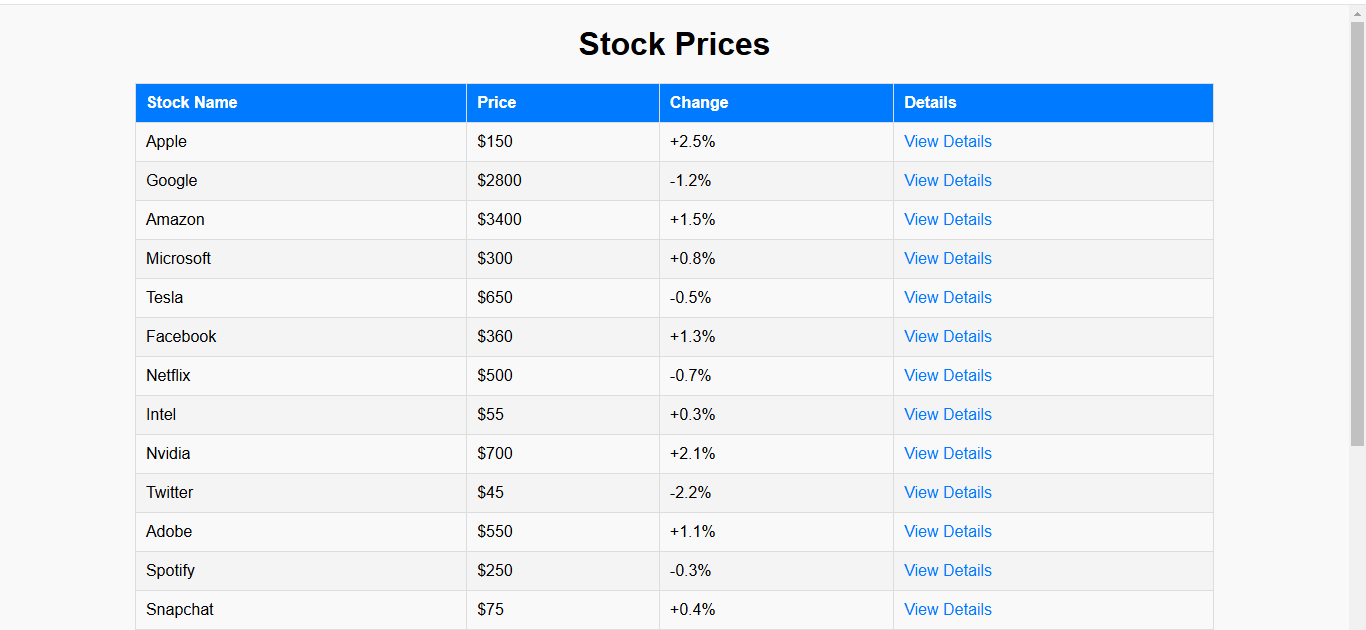 Stock Prices
Stock Name Price Change Details
Apple $150 +2.5% View Details
Google $2800 -1.2% View Details
Amazon $3400 +1.5% View Details
Microsoft $300 +0.8% View Details
Tesla $650 -0.5% View Details
Facebook $360 +1.3% View Details
Netflix $500 -0.7% View Details
Intel $55 +0.3% View Details
Nvidia $700 +2.1% View Details
Twitter $45 -2.2% View Details
Adobe $550 +1.1% View Details
Spotify $250 -0.3% View Details
Snapchat $75 +0.4% View Details